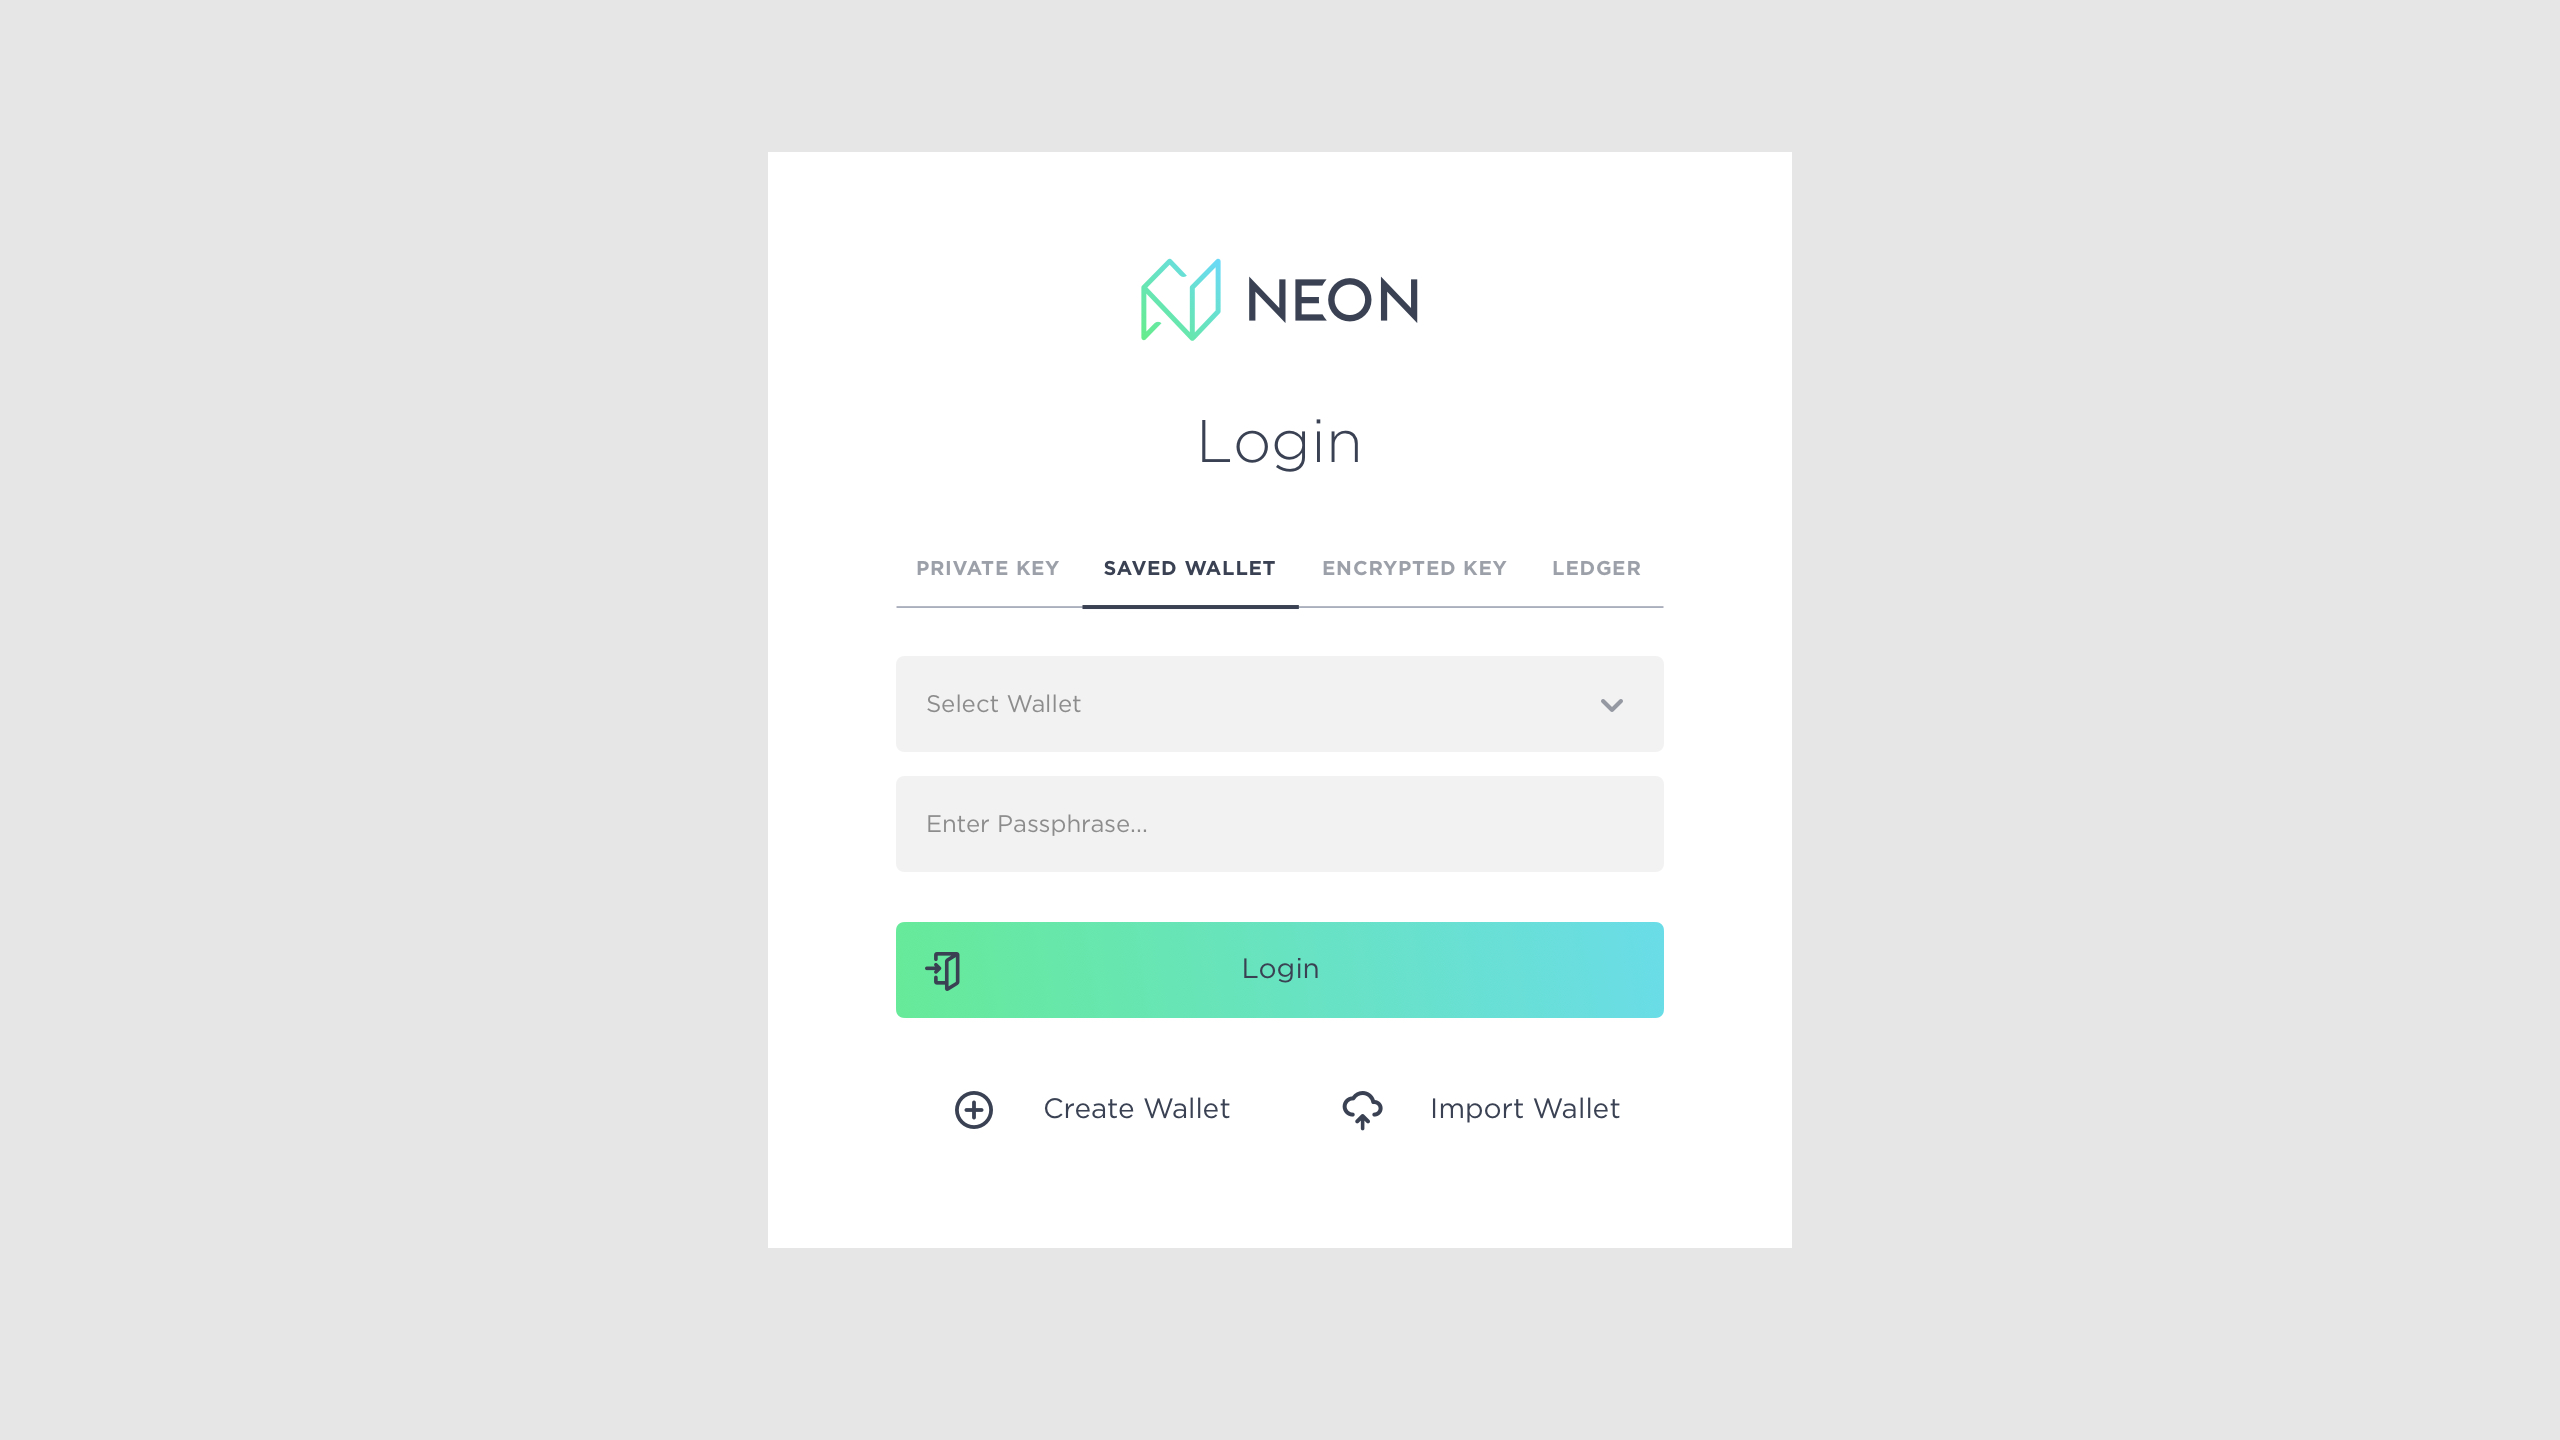 NEON
Login
PRIVATE KEY SAVED WALLET ENCRYPTED KEY LEDGER
Select Wallet
Enter Passphrase...
Login
Create Wallet Import Wallet